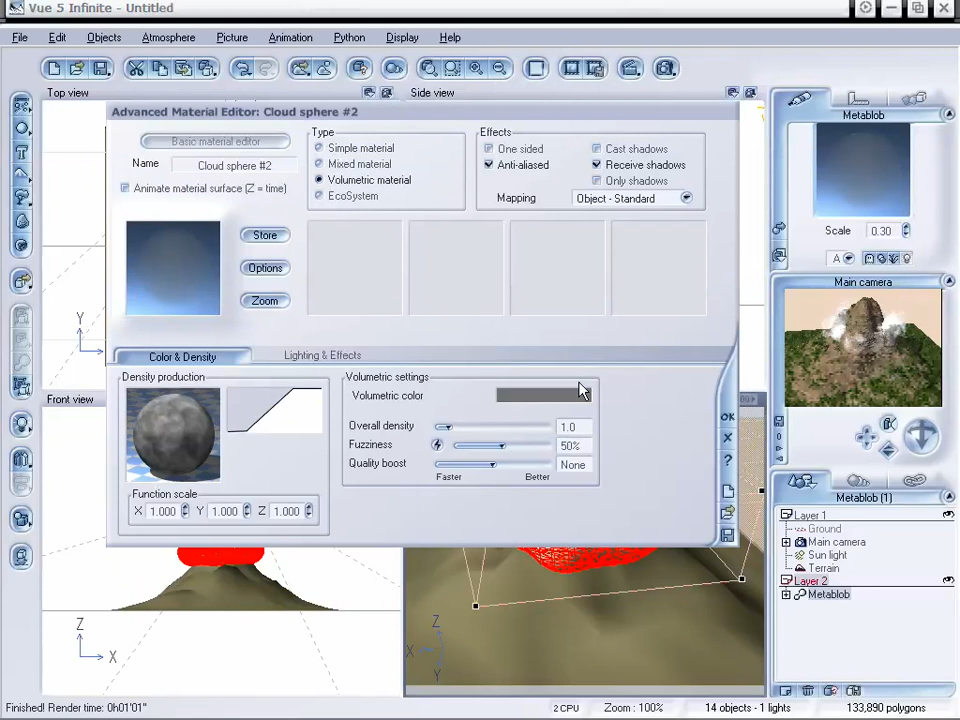 Vue 5 Infinite - Untitled
File Edit Objects Atmosphere Picture Animation Python Display Help
Top view
Side view
Advanced Material Editor: Cloud sphere #2
Basic material editor
Name Cloud sphere #2
Animate material surface (Z = time)
Type
Simple material
Mixed material
Volumetric material
EcoSystem
Effects
One sided
Cast shadows
Anti-aliased
Receive shadows
Only shadows
Mapping Object - Standard
Store
Options
Zoom
Color & Density
Lighting & Effects
Density production
Function scale
X 1.000 Y 1.000 Z 1.000
Volumetric settings
Volumetric color
Overall density 1.0
Fuzziness 50%
Quality boost None
Faster Better
OK
Metablob
Scale 0.30
A
Main camera
0
Metablob (1)
Layer 1
Ground
Main camera
Sun light
Terrain
Layer 2
Metablob
Y
Front view
Z
X
Z
X
Y
Finished! Render time: 0h01'01"
2 CPU
Zoom : 100%
14 objects - 1 lights
133,890 polygons